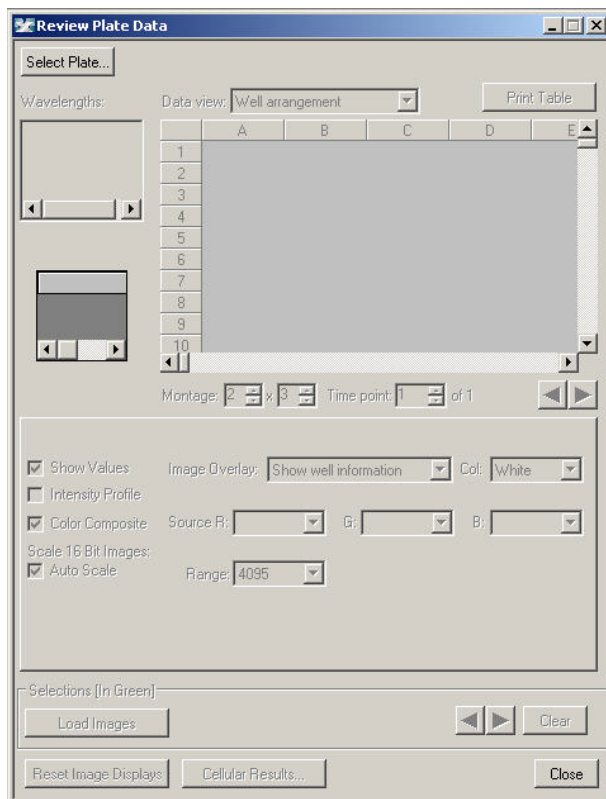 Review Plate Data
Select Plate...
Wavelengths:
Data view: Well arrangement
Print Table
A B C D E
1
2
3
4
5
6
7
8
9
10
Montage: 2 x 3 Time point: 1 of 1
Show Values
Image Overlay: Show well information Col: White
Intensity Profile
Color Composite
Source R: G: B:
Scale 16 Bit Images:
Auto Scale
Range: 4095
Selections [In Green]
Load Images
Clear
Reset Image Displays
Cellular Results...
Close